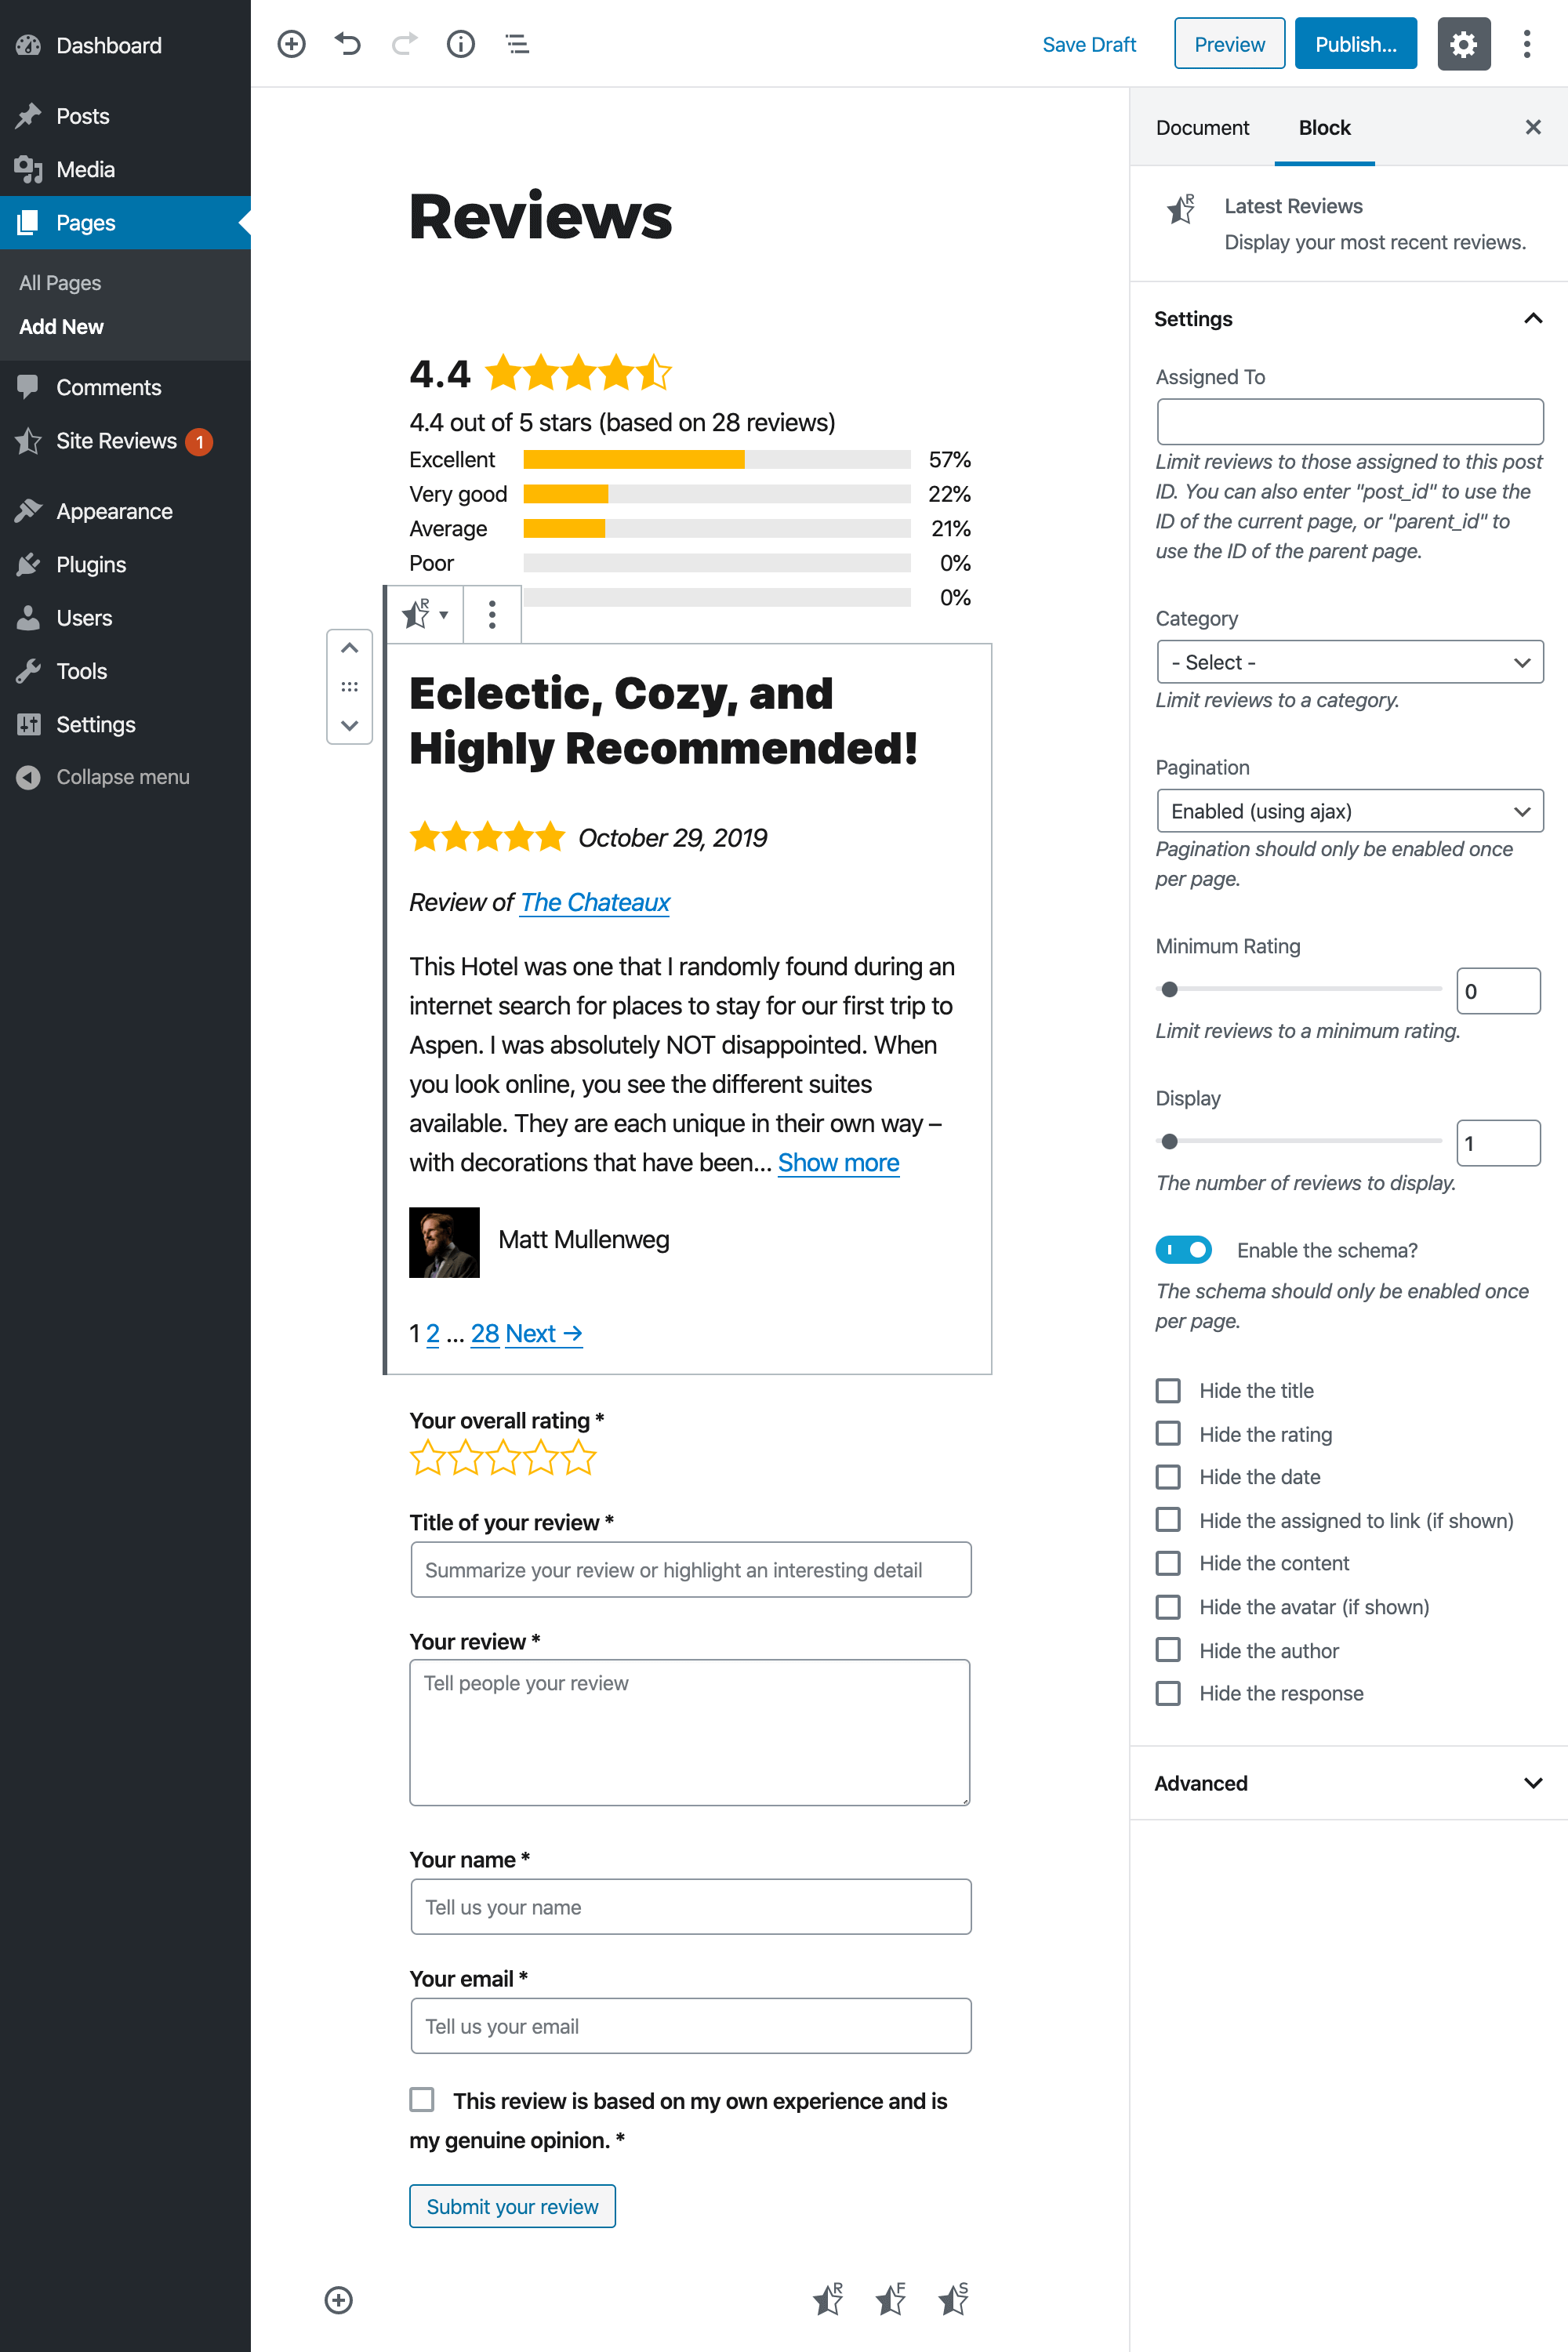 Dashboard
Posts
Media
Pages
All Pages
Add New
Comments
Site Reviews 1
Appearance
Plugins
Users
Tools
Settings
Collapse menu
Save Draft
Preview
Publish...
Reviews
4.4
4.4 out of 5 stars (based on 28 reviews)
Excellent 57%
Very good 22%
Average 21%
Poor 0%
0%
R
Eclectic, Cozy, and
Highly Recommended!
October 29, 2019
Review of The Chateaux
This Hotel was one that I randomly found during an
internet search for places to stay for our first trip to
Aspen. I was absolutely NOT disappointed. When
you look online, you see the different suites
available. They are each unique in their own way –
with decorations that have been... Show more
Matt Mullenweg
1 2 ... 28 Next →
Your overall rating *
Title of your review *
Summarize your review or highlight an interesting detail
Your review *
Tell people your review
Your name *
Tell us your name
Your email *
Tell us your email
This review is based on my own experience and is
my genuine opinion. *
Submit your review
R F S
Document Block
R
Latest Reviews
Display your most recent reviews.
Settings
Assigned To
Limit reviews to those assigned to this post
ID. You can also enter "post_id" to use the
ID of the current page, or "parent_id" to
use the ID of the parent page.
Category
- Select -
Limit reviews to a category.
Pagination
Enabled (using ajax)
Pagination should only be enabled once
per page.
Minimum Rating
0
Limit reviews to a minimum rating.
Display
1
The number of reviews to display.
Enable the schema?
The schema should only be enabled once
per page.
Hide the title
Hide the rating
Hide the date
Hide the assigned to link (if shown)
Hide the content
Hide the avatar (if shown)
Hide the author
Hide the response
Advanced